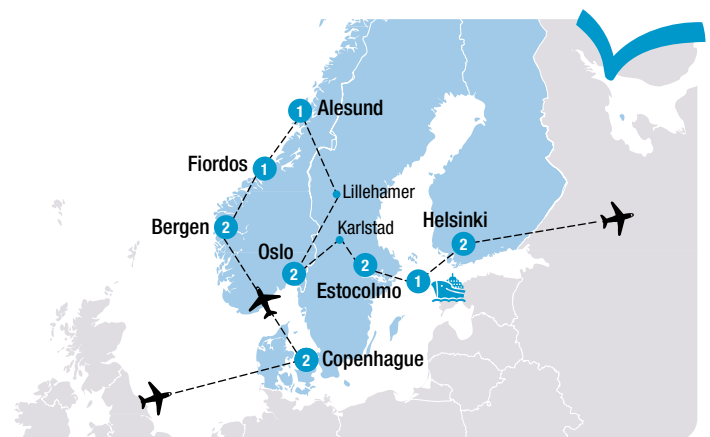 1 Alesund
Fiordos 1
Lillehamer
Bergen 2
Karlstad
Helsinki
2
Oslo
2
2
Estocolmo 1
2 Copenhague